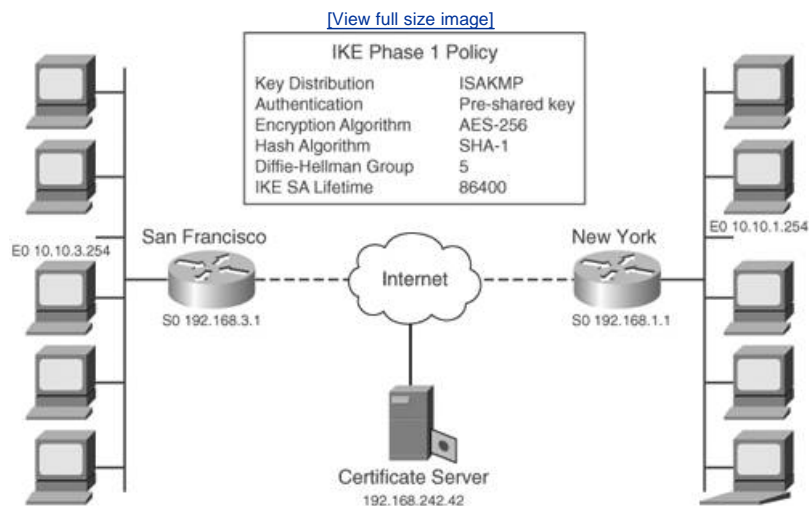 [View full size image]
IKE Phase 1 Policy
Key Distribution ISAKMP
Authentication Pre-shared key
Encryption Algorithm AES-256
Hash Algorithm SHA-1
Diffie-Hellman Group 5
IKE SA Lifetime 86400
E0 10.10.3.254
San Francisco
S0 192.168.3.1
Internet
New York
E0 10.10.1.254
S0 192.168.1.1
Certificate Server
192.168.242.42